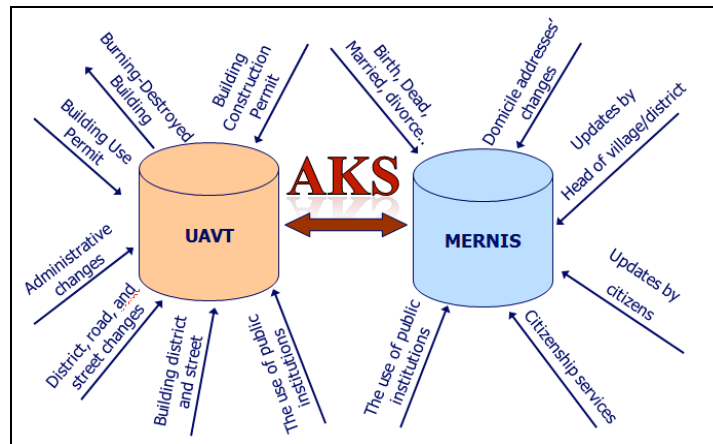 Burning-Destroyed
Building
Building
Construction
Permit
Birth, Dead,
Married, divorce..
Domicile addresses'
changes
Building Use
Permit
Updates by
Head of village/district
AKS
UAVT
MERNIS
Administrative
changes
Updates by
citizens
District, road, and
street changes
Building district
and street
The use of public
institutions
The use of public
institutions
Citizenship services